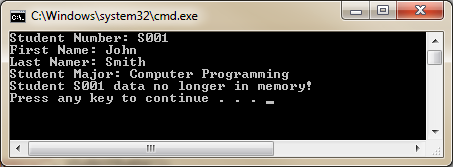 C:\Windows\system32\cmd.exe
Student Number: S001
First Name: John
Last Namer: Smith
Student Major: Computer Programming
Student S001 data no longer in memory!
Press any key to continue . . . _